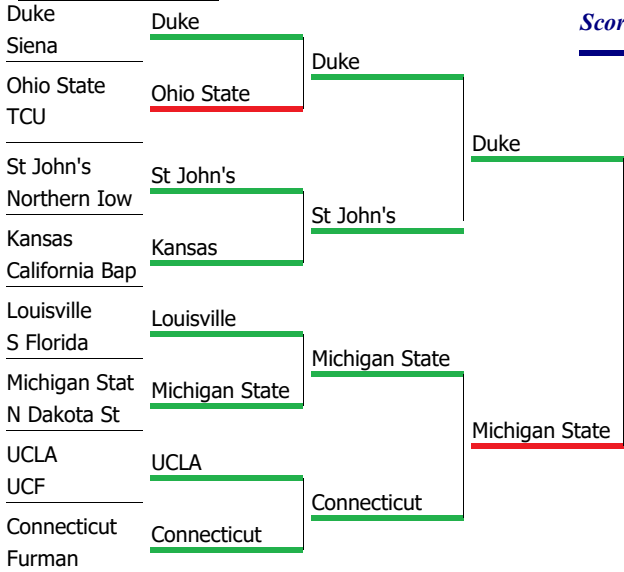 Duke
Siena
Ohio State
TCU
St John's
Northern Iow
Kansas
California Bap
Louisville
S Florida
Michigan Stat
N Dakota St
UCLA
UCF
Connecticut
Furman
Duke
Ohio State
St John's
Kansas
Louisville
Michigan State
UCLA
Connecticut
Duke
St John's
Michigan State
Connecticut
Duke
Michigan State
Scor